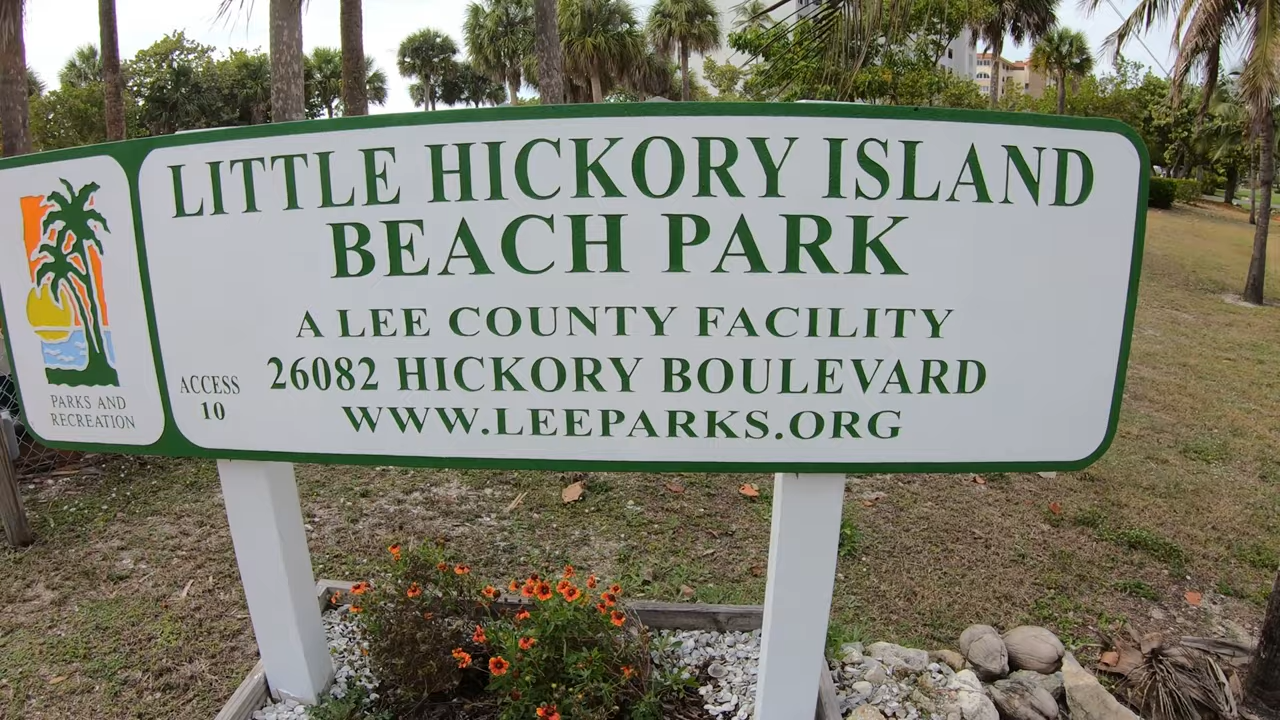 LITTLE HICKORY ISLAND
BEACH PARK
A LEE COUNTY FACILITY
26082 HICKORY BOULEVARD
WWW.LEEPARKS.ORG
ACCESS
10
PARKS AND
RECREATION